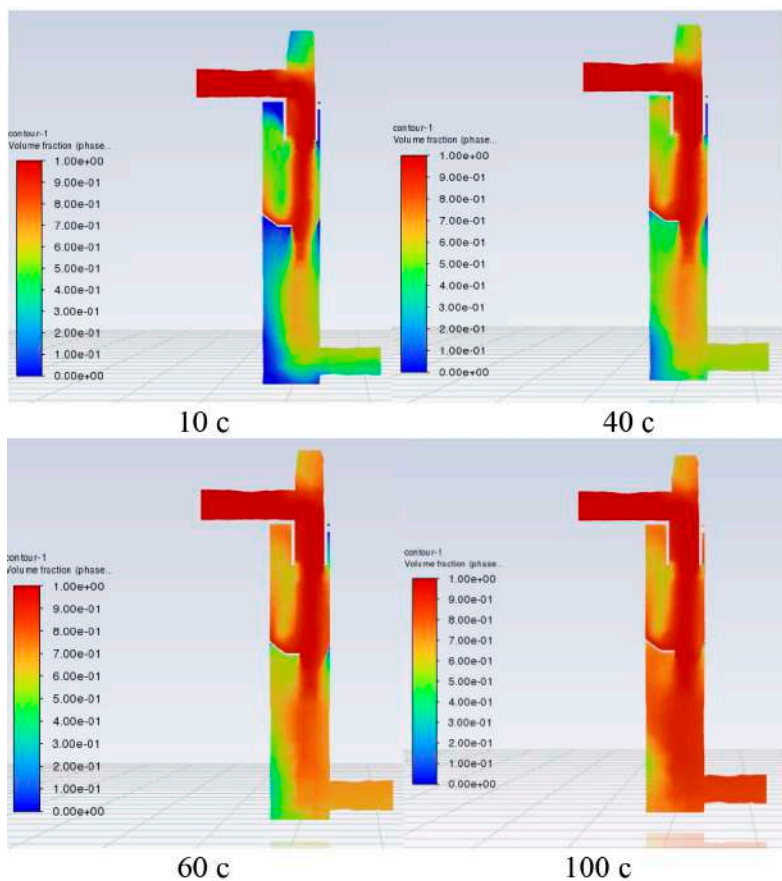 contour-1
Volume fraction (phase...
1.00e+00
9.00e-01
8.00e-01
7.00e-01
6.00e-01
5.00e-01
4.00e-01
3.00e-01
2.00e-01
1.00e-01
0.00e+00
contour-1
Volume fraction (phase...
1.00e+00
9.00e-01
8.00e-01
7.00e-01
6.00e-01
5.00e-01
4.00e-01
3.00e-01
2.00e-01
1.00e-01
0.00e+00
10 c
40 c
contour-1
Volume fraction (phase...
1.00e+00
9.00e-01
8.00e-01
7.00e-01
6.00e-01
5.00e-01
4.00e-01
3.00e-01
2.00e-01
1.00e-01
0.00e+00
contour-1
Volume fraction (phase...
1.00e+00
9.00e-01
8.00e-01
7.00e-01
6.00e-01
5.00e-01
4.00e-01
3.00e-01
2.00e-01
1.00e-01
0.00e+00
60 c
100 c